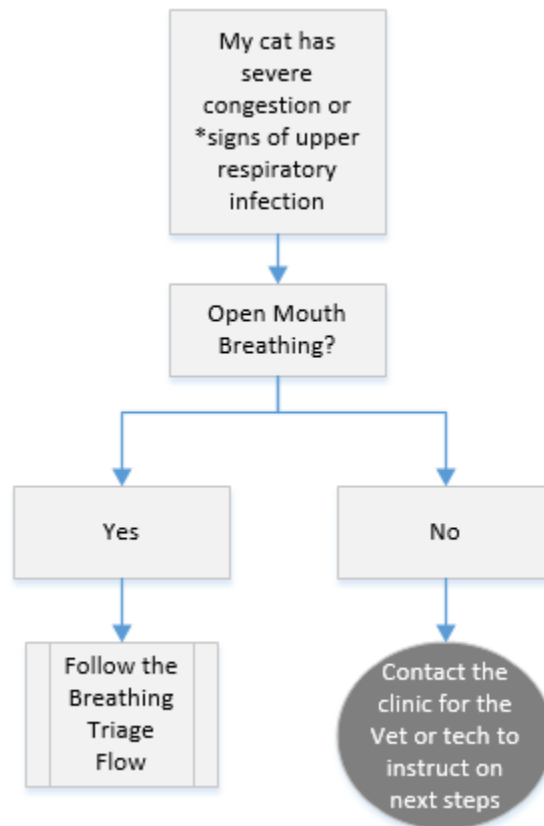 My cat has
severe
congestion or
*signs of upper
respiratory
infection
Open Mouth
Breathing?
Yes
No
Follow the
Breathing
Triage
Flow
Contact the
clinic for the
Vet or tech to
instruct on
next steps